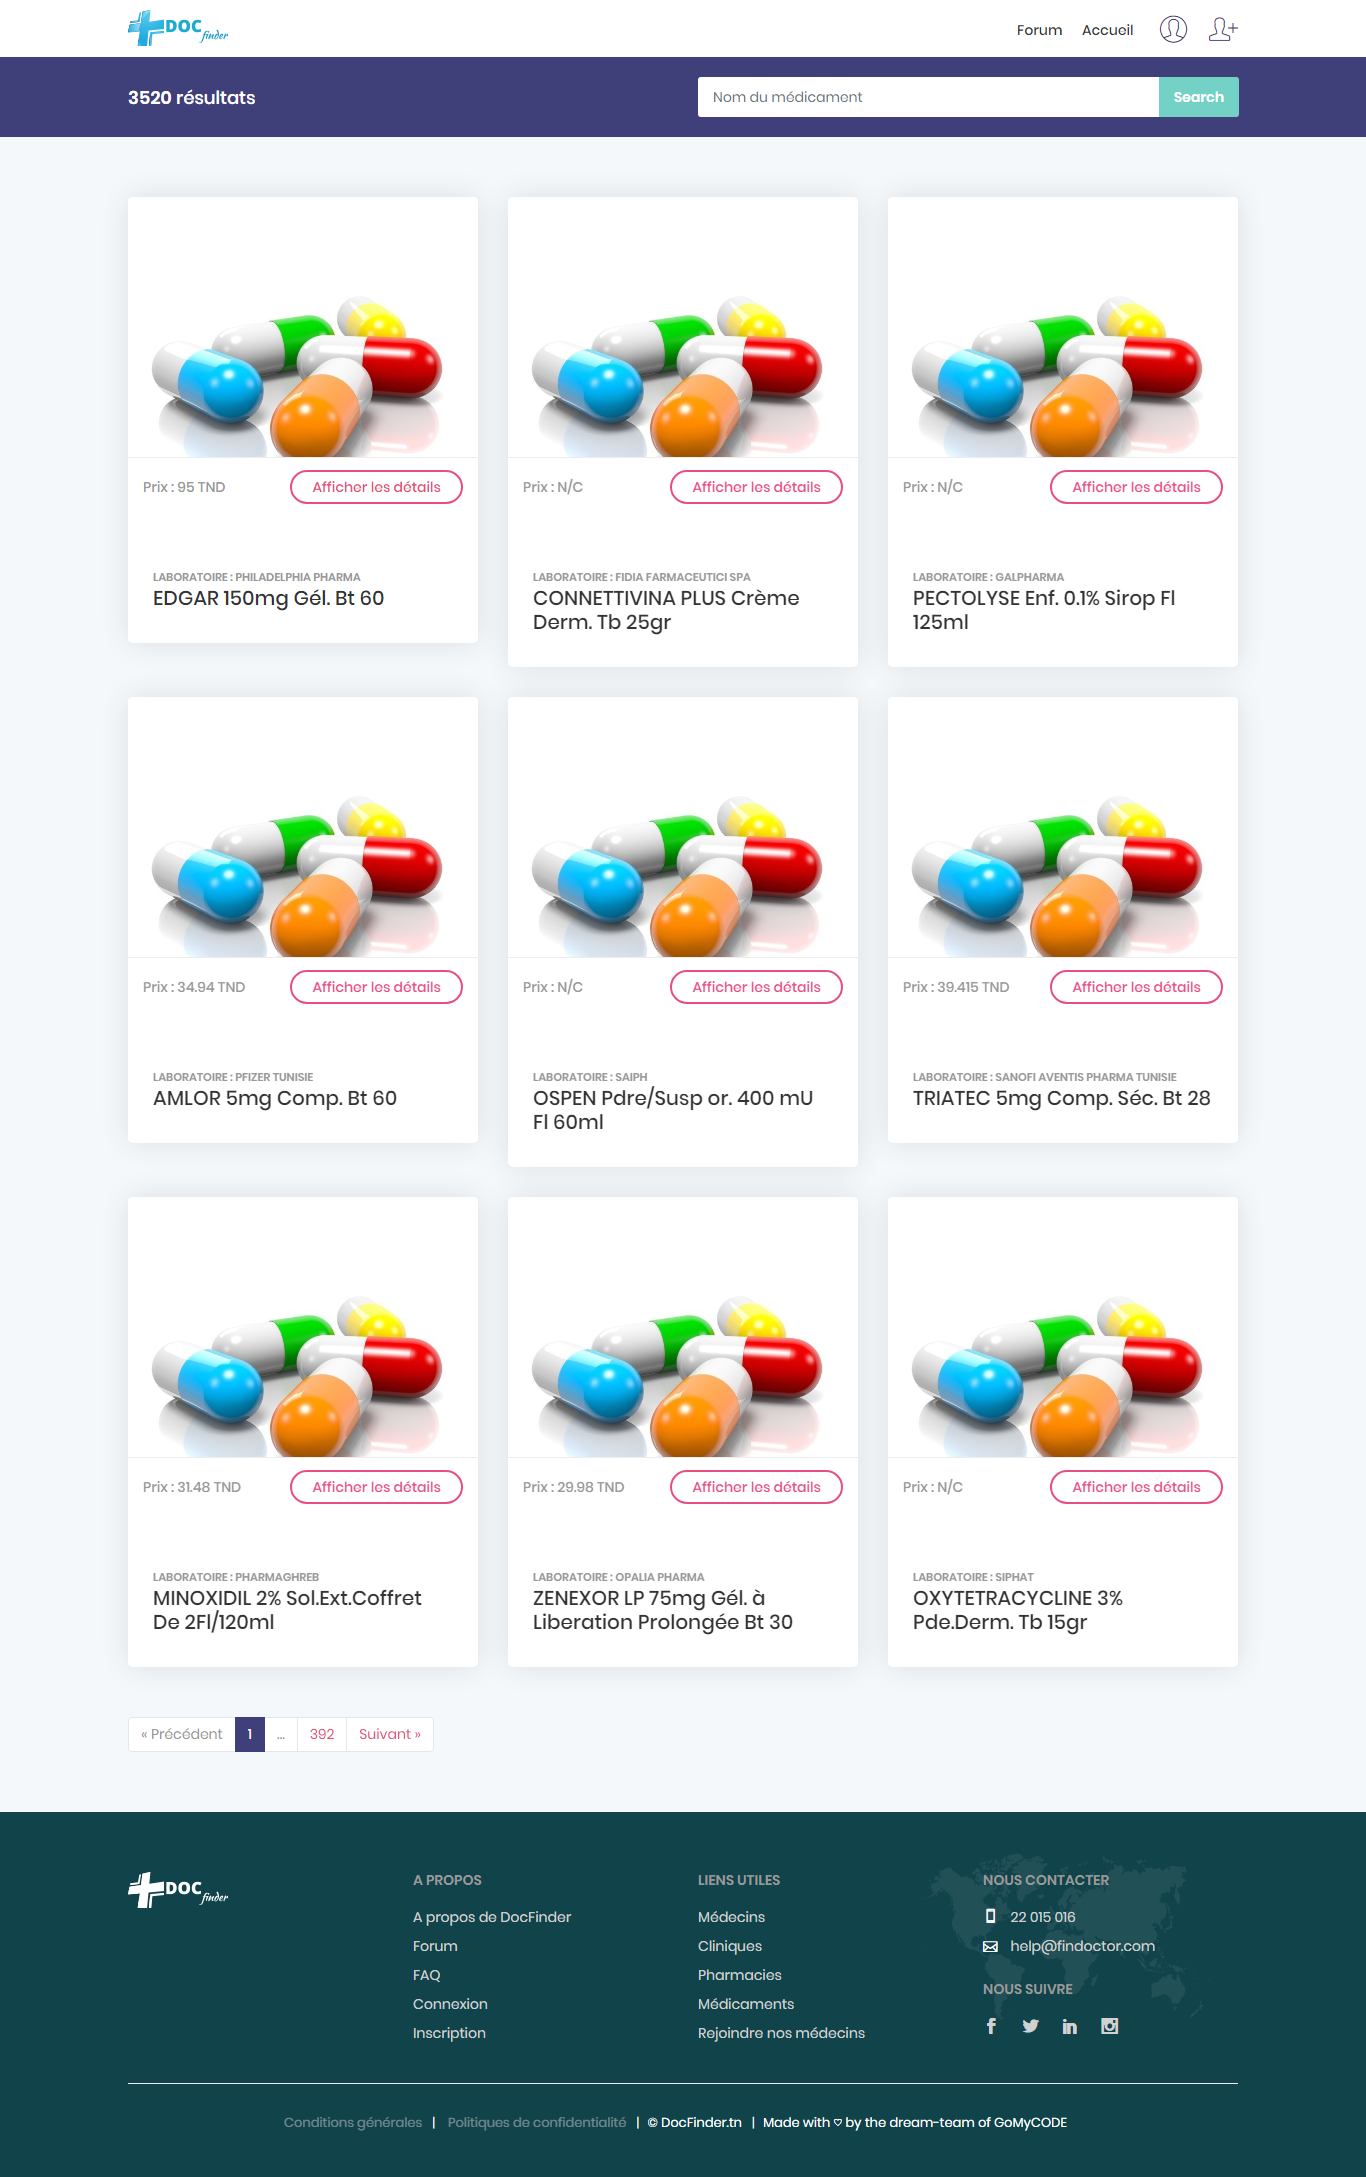 DOC finder
Forum Accueil
3520 résultats
Nom du médicament
Search
Prix : 95 TND
Afficher les détails
LABORATOIRE : PHILADELPHIA PHARMA
EDGAR 150mg Gél. Bt 60
Prix : N/C
Afficher les détails
LABORATOIRE : FIDIA FARMACEUTICI SPA
CONNETTIVINA PLUS Crème
Derm. Tb 25gr
Prix : N/C
Afficher les détails
LABORATOIRE : GALPHARMA
PECTOLYSE Enf. 0.1% Sirop Fl
125ml
Prix : 34.94 TND
Afficher les détails
LABORATOIRE : PFIZER TUNISIE
AMLOR 5mg Comp. Bt 60
Prix : N/C
Afficher les détails
LABORATOIRE : SAIPH
OSPEN Pdre/Susp or. 400 mU
Fl 60ml
Prix : 39.415 TND
Afficher les détails
LABORATOIRE : SANOFI AVENTIS PHARMA TUNISIE
TRIATEC 5mg Comp. Séc. Bt 28
Prix : 31.48 TND
Afficher les détails
LABORATOIRE : PHARMAGHREB
MINOXIDIL 2% Sol.Ext.Coffret
De 2Fl/120ml
Prix : 29.98 TND
Afficher les détails
LABORATOIRE : OPALIA PHARMA
ZENEXOR LP 75mg Gél. à
Liberation Prolongée Bt 30
Prix : N/C
Afficher les détails
LABORATOIRE : SIPHAT
OXYTETRACYCLINE 3%
Pde.Derm. Tb 15gr
« Précédent 1 ... 392 Suivant »
DOC finder
A PROPOS
A propos de DocFinder
Forum
FAQ
Connexion
Inscription
LIENS UTILES
Médecins
Cliniques
Pharmacies
Médicaments
Rejoindre nos médecins
NOUS CONTACTER
22 015 016
help@findoctor.com
NOUS SUIVRE
Conditions générales | Politiques de confidentialité | © DocFinder.tn | Made with ♡ by the dream-team of GoMyCODE